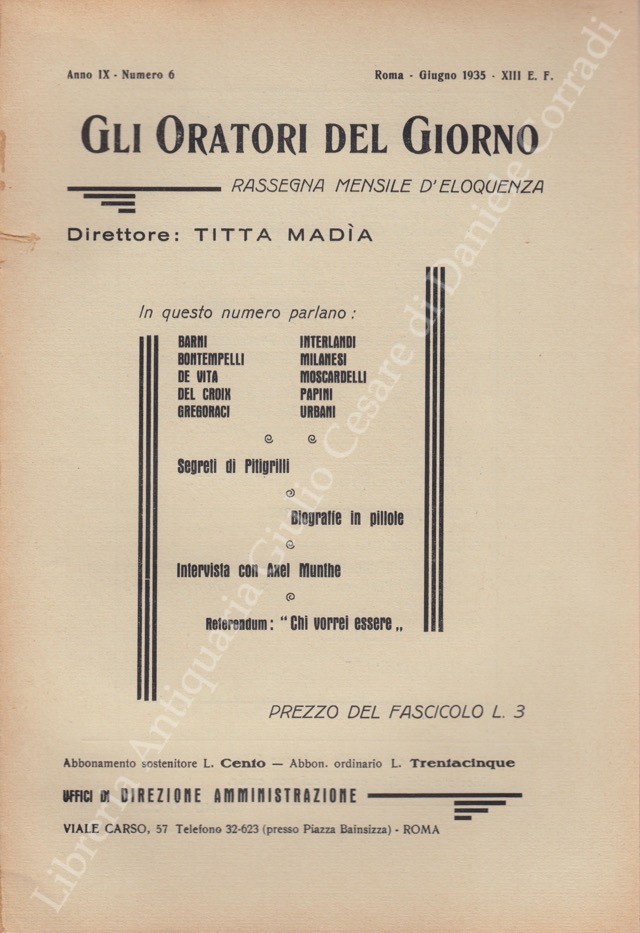 Anno IX - Numero 6
Roma - Giugno 1935 - XIII E. F.
GLI ORATORI DEL GIORNO
RASSEGNA MENSILE D'ELOQUENZA
Direttore: TITTA MADÌA
In questo numero parlano:
BARNI
BONTEMPELLI
DE VITA
DEL CROIX
GREGORACI
INTERLANDI
MILANESI
MOSCARDELLI
PAPINI
URBANI
Segreti di Pitigrilli
Biografie in pillole
Intervista con Axel Munthe
Referendum: "Chi vorrei essere„
PREZZO DEL FASCICOLO L. 3
Abbonamento sostenitore L. Cento — Abbon. ordinario L. Trentacinque
UFFICI DI DIREZIONE AMMINISTRAZIONE
VIALE CARSO, 57 Telefono 32-623 (presso Piazza Bainsizza) - ROMA
Libreria Antiquaria Giulio Cesare di Daniele Corradi